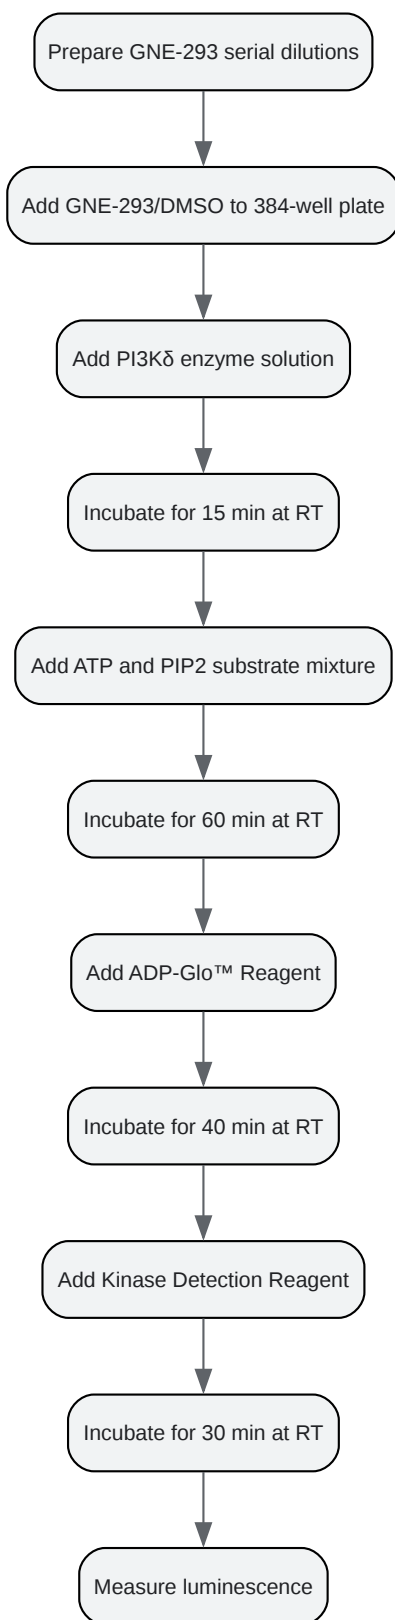 Prepare GNE-293 serial dilutions
Add GNE-293/DMSO to 384-well plate
Add PI3Kδ enzyme solution
Incubate for 15 min at RT
Add ATP and PIP2 substrate mixture
Incubate for 60 min at RT
Add ADP-Glo™ Reagent
Incubate for 40 min at RT
Add Kinase Detection Reagent
Incubate for 30 min at RT
Measure luminescence